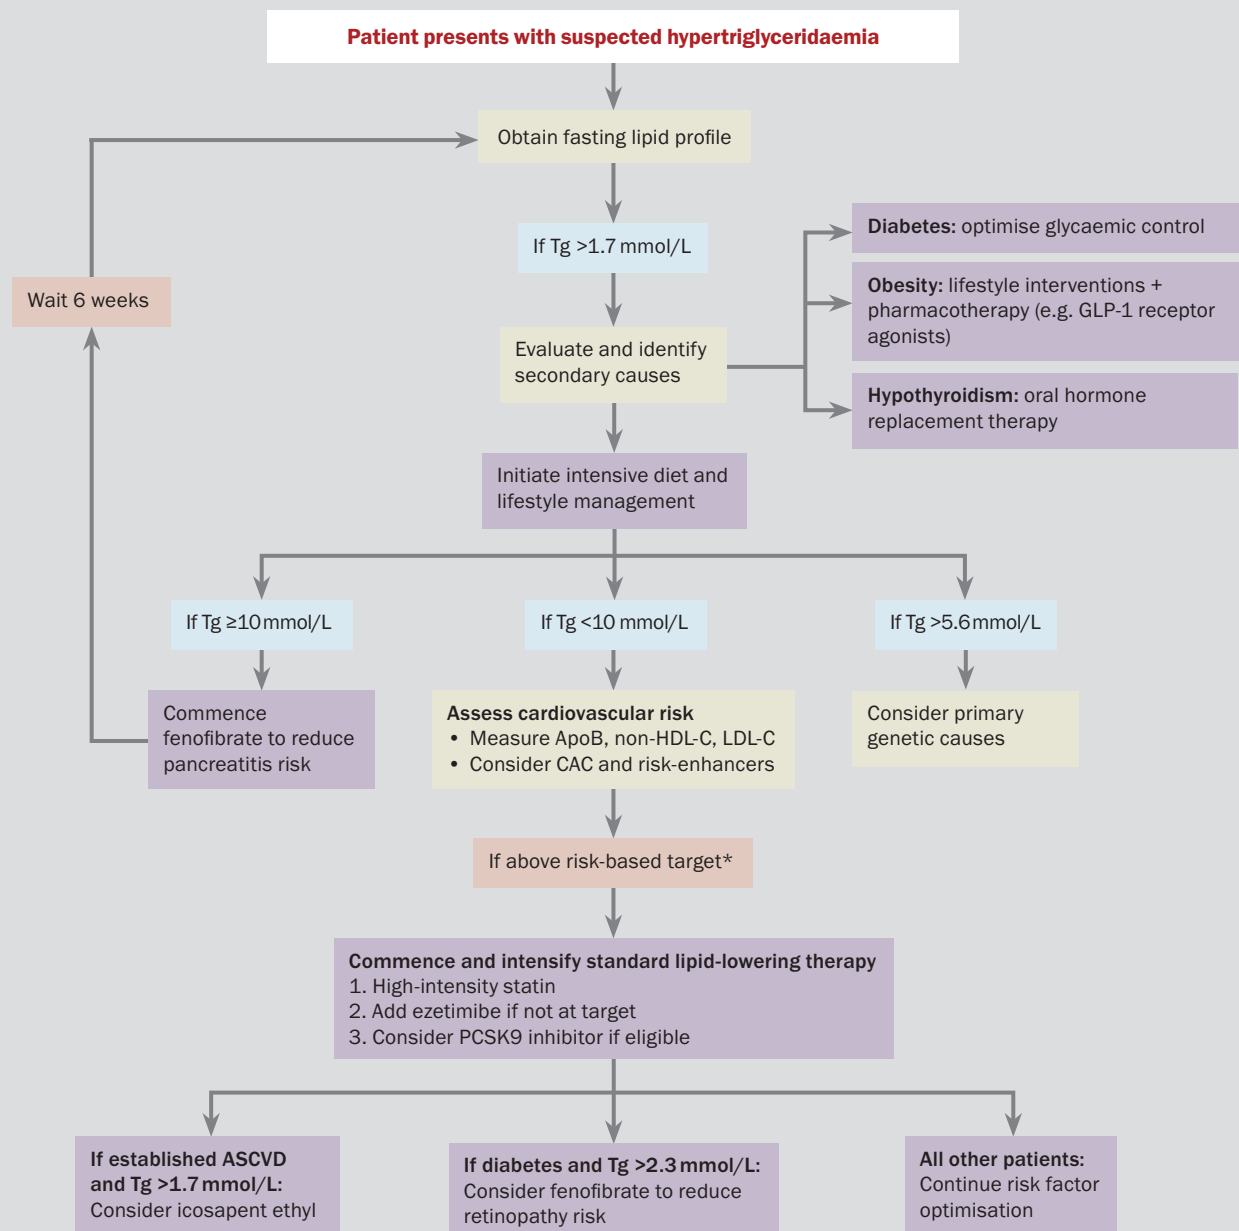 Patient presents with suspected hypertriglyceridaemia
Obtain fasting lipid profile
If Tg >1.7 mmol/L
Diabetes: optimise glycaemic control
Obesity: lifestyle interventions +
pharmacotherapy (e.g. GLP-1 receptor
agonists)
Hypothyroidism: oral hormone
replacement therapy
Wait 6 weeks
Evaluate and identify
secondary causes
Initiate intensive diet and
lifestyle management
If Tg ≥10 mmol/L
If Tg <10 mmol/L
If Tg >5.6 mmol/L
Commence
fenofibrate to reduce
pancreatitis risk
Assess cardiovascular risk
• Measure ApoB, non-HDL-C, LDL-C
• Consider CAC and risk-enhancers
Consider primary
genetic causes
If above risk-based target*
Commence and intensify standard lipid-lowering therapy
1. High-intensity statin
2. Add ezetimibe if not at target
3. Consider PCSK9 inhibitor if eligible
If established ASCVD
and Tg >1.7 mmol/L:
Consider icosapent ethyl
If diabetes and Tg >2.3 mmol/L:
Consider fenofibrate to reduce
retinopathy risk
All other patients:
Continue risk factor
optimisation